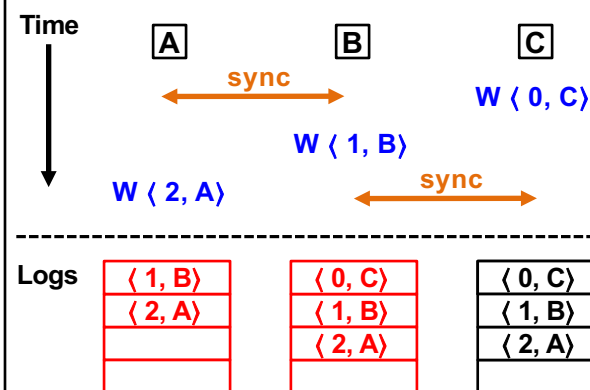 Time
A B C
sync
W ⟨ 0, C⟩
W ⟨ 1, B⟩
sync
W ⟨ 2, A⟩
Logs
⟨ 1, B⟩ ⟨ 0, C⟩ ⟨ 0, C⟩
⟨ 2, A⟩ ⟨ 1, B⟩ ⟨ 1, B⟩
⟨ 2, A⟩ ⟨ 2, A⟩